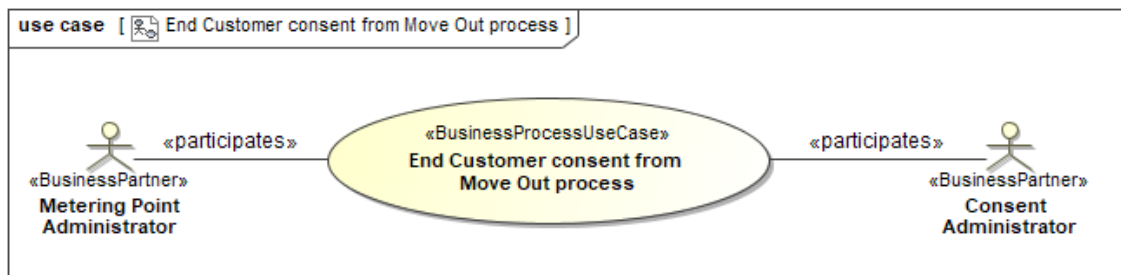 use case [ End Customer consent from Move Out process ]
«BusinessProcessUseCase»
«participates»
«participates»
End Customer consent from
Move Out process
«BusinessPartner»
Metering Point
Administrator
«BusinessPartner»
Consent
Administrator